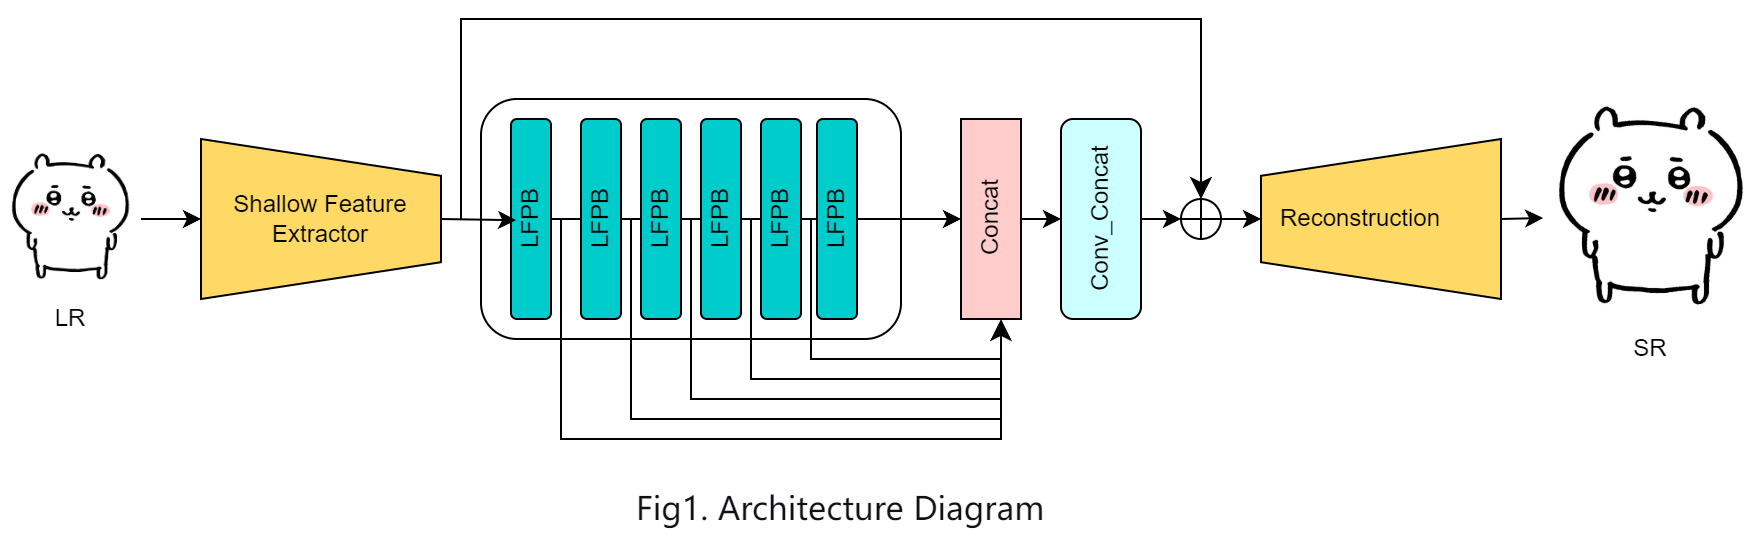 LR
Shallow Feature
Extractor
LFPB
LFPB
LFPB
LFPB
LFPB
LFPB
Concat
Conv_Concat
Reconstruction
SR
Fig1. Architecture Diagram